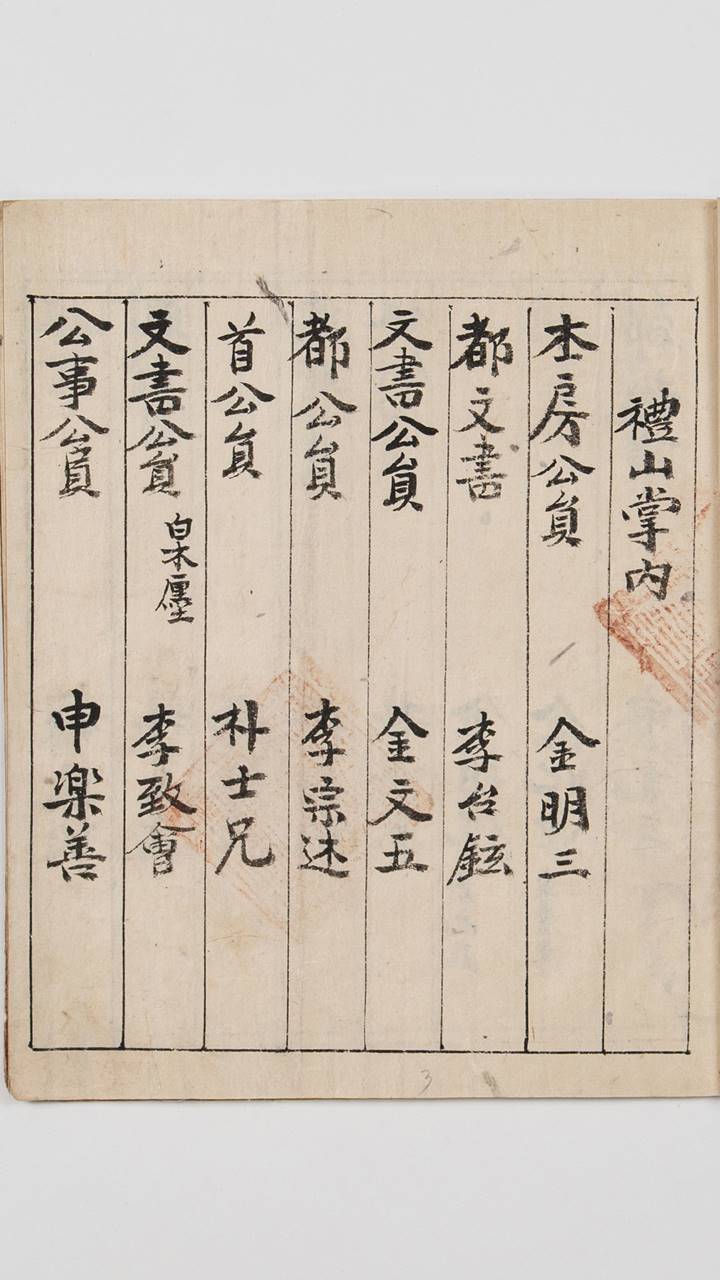 禮山掌內
本房公員 金明三
都文書 李台鉉
文書公員 金文五
都公員 李宗述
首公員 朴士兄
文書公員 白木廛 李致會
公事公員 申樂善
3